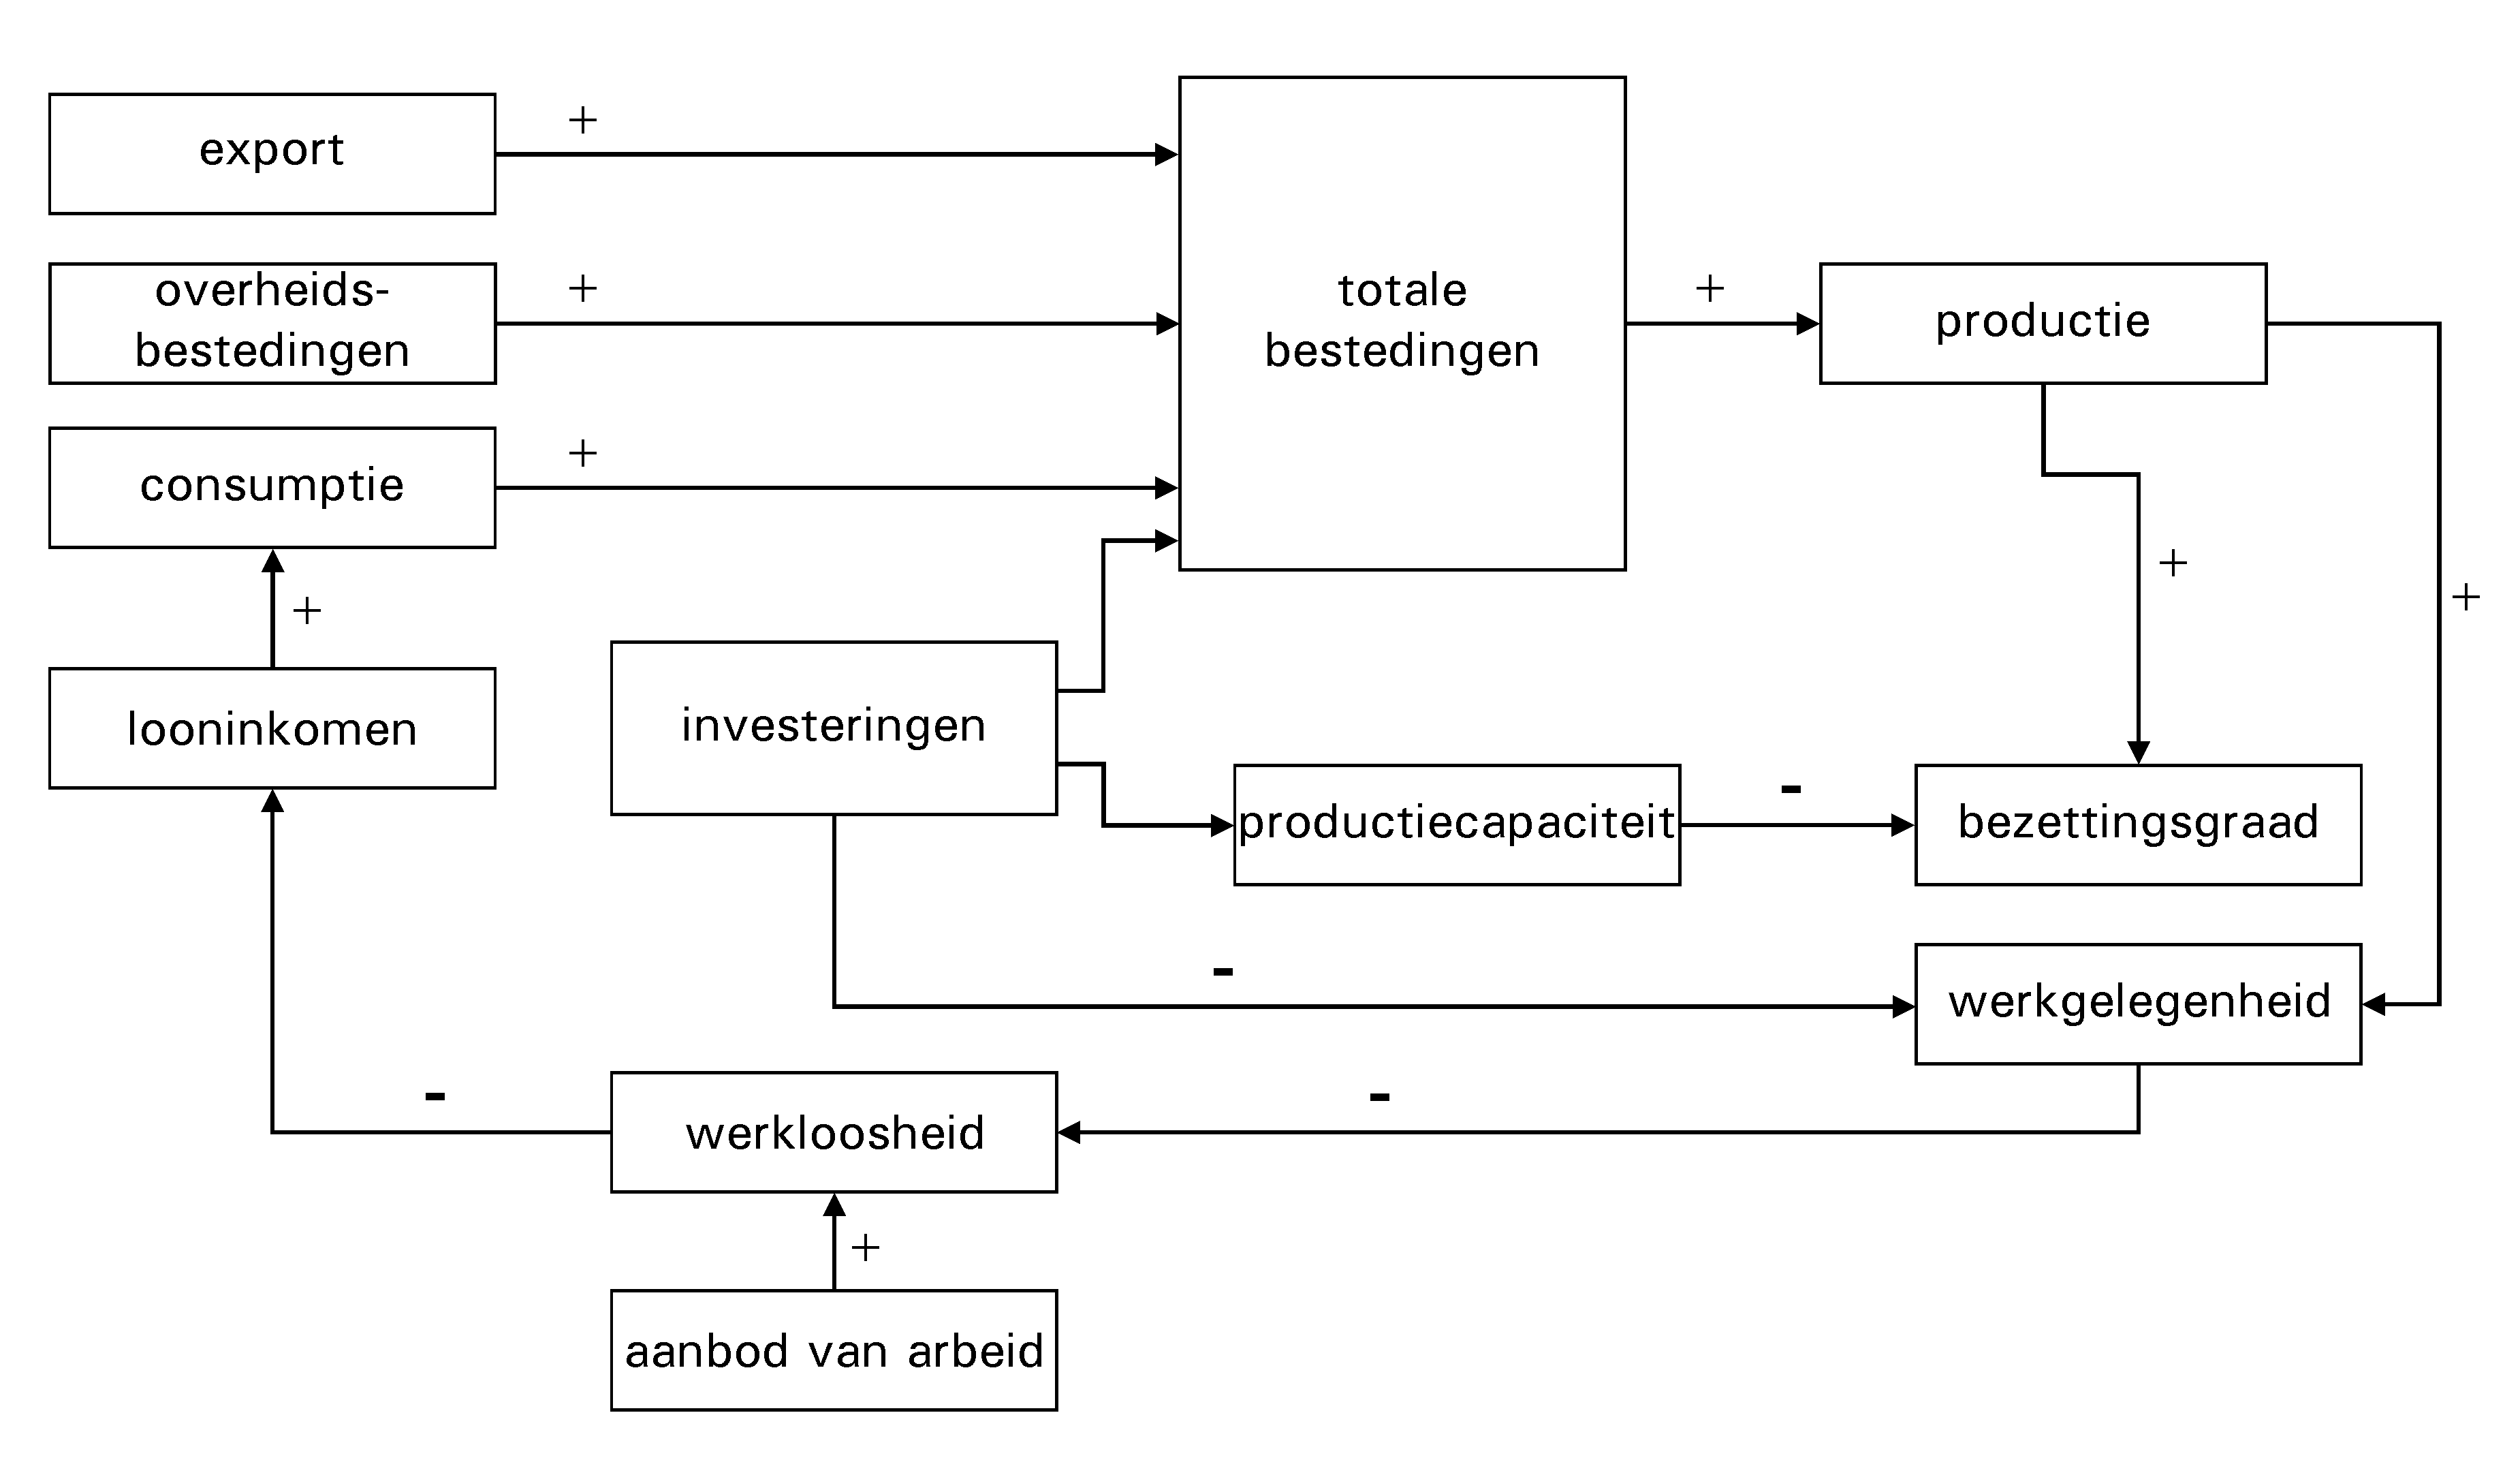 export
+
overheids-
bestedingen
+
consumptie
+
totale
bestedingen
+
productie
+
+
+
looninkomen
investeringen
productiecapaciteit
-
bezettingsgraad
-
werkgelegenheid
-
werkloosheid
-
+
aanbod van arbeid